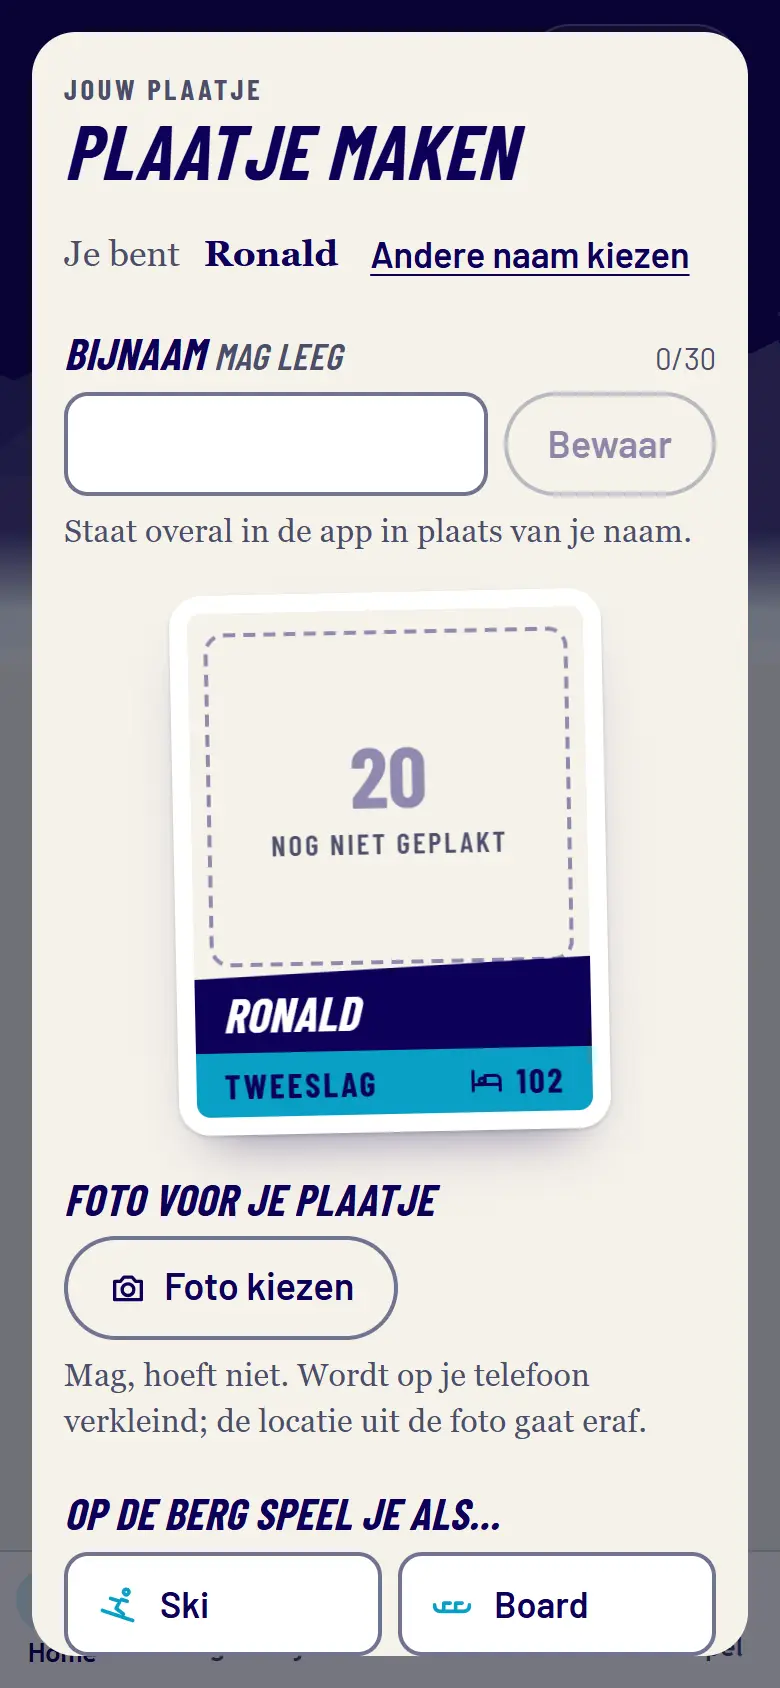 JOUW PLAATJE
PLAATJE MAKEN
Je bent Ronald Andere naam kiezen
BIJNAAM MAG LEEG 0/30
Bewaar
Staat overal in de app in plaats van je naam.
20
NOG NIET GEPLAKT
RONALD
TWEESLAG 102
FOTO VOOR JE PLAATJE
Foto kiezen
Mag, hoeft niet. Wordt op je telefoon
verkleind; de locatie uit de foto gaat eraf.
OP DE BERG SPEEL JE ALS...
Ski Board
Home